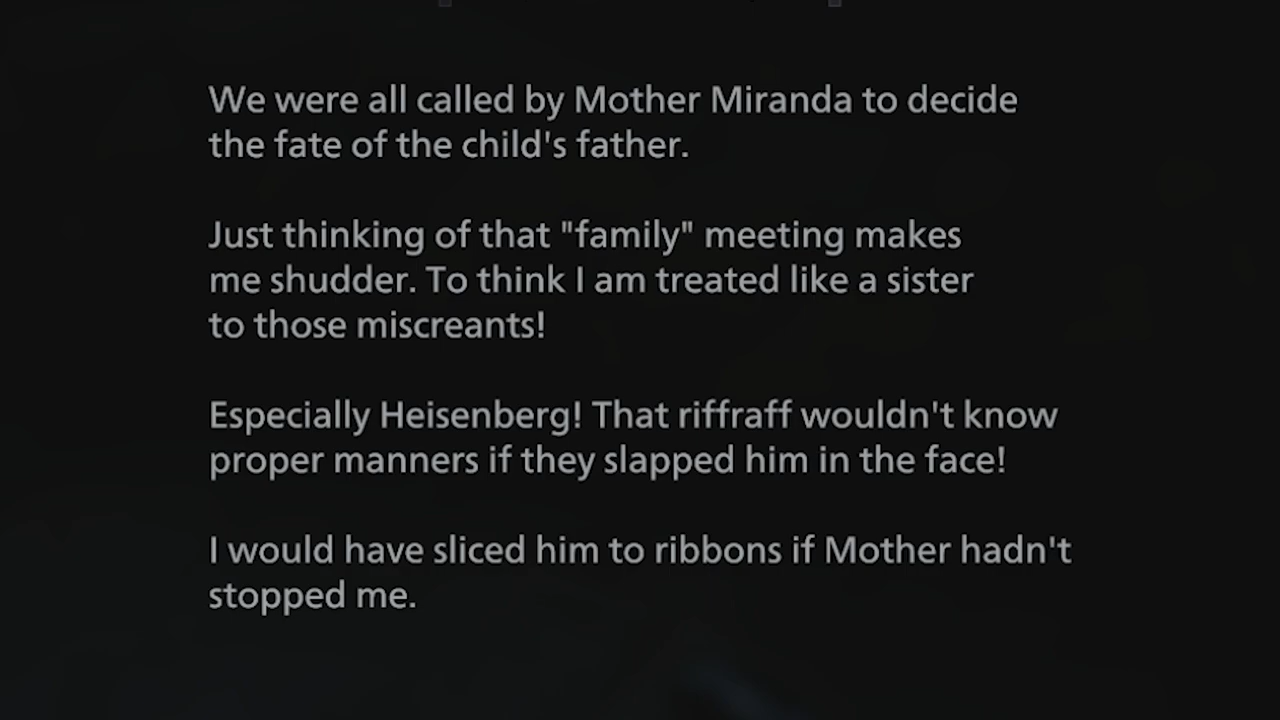 We were all called by Mother Miranda to decide
the fate of the child's father.
Just thinking of that "family" meeting makes
me shudder. To think I am treated like a sister
to those miscreants!
Especially Heisenberg! That riffraff wouldn't know
proper manners if they slapped him in the face!
I would have sliced him to ribbons if Mother hadn't
stopped me.